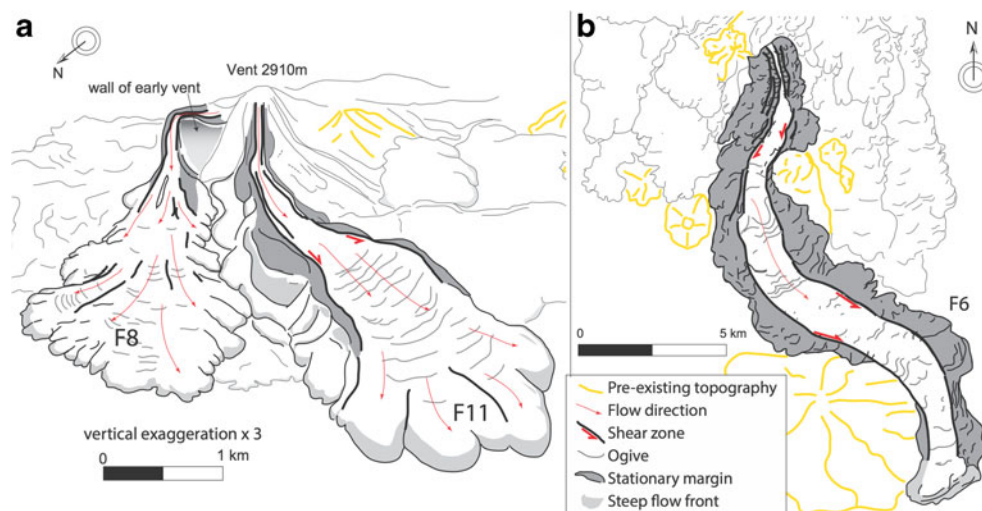 a
N
Vent 2910m
wall of early vent
F8
F11
vertical exaggeration x 3
0
1 km
b
N
F6
0
5 km
Pre-existing topography
Flow direction
Shear zone
Ogive
Stationary margin
Steep flow front